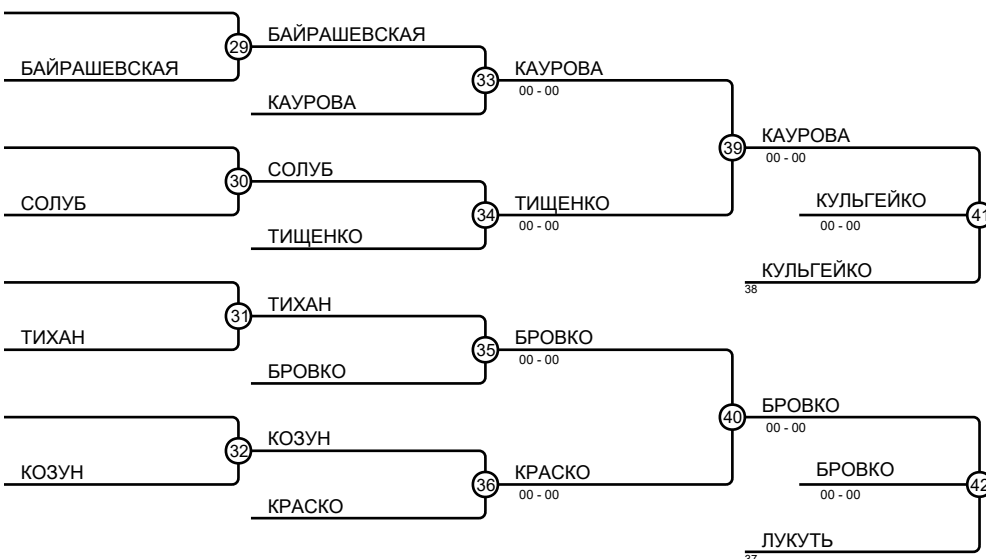 29
БАЙРАШЕВСКАЯ
БАЙРАШЕВСКАЯ
33
КАУРОВА
00 - 00
КАУРОВА
39
КАУРОВА
00 - 00
30
СОЛУБ
СОЛУБ
34
ТИЩЕНКО
00 - 00
ТИЩЕНКО
КУЛЬГЕЙКО
00 - 00
41
КУЛЬГЕЙКО
38
31
ТИХАН
ТИХАН
35
БРОВКО
00 - 00
БРОВКО
40
БРОВКО
00 - 00
32
КОЗУН
КОЗУН
36
КРАСКО
00 - 00
КРАСКО
БРОВКО
00 - 00
42
ЛУКУТЬ
37